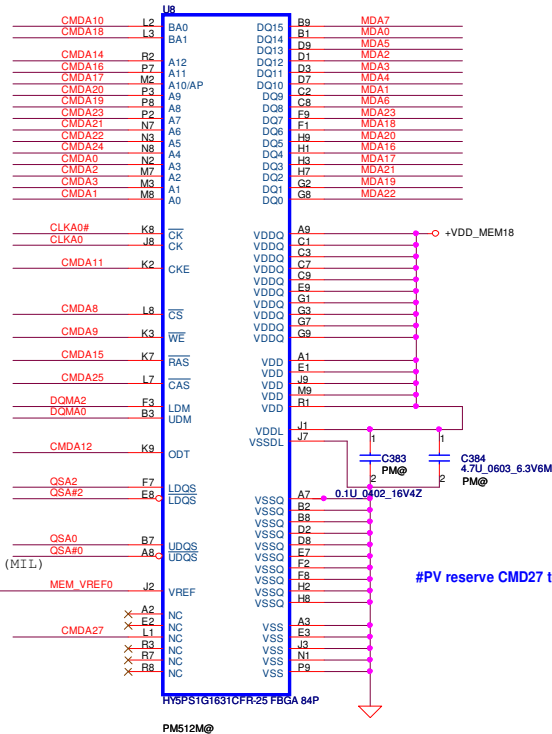 U8
CMDA10 L2 BA0 DQ15 B9 MDA7
CMDA18 L3 BA1 DQ14 B1 MDA0
DQ13 D9 MDA5
CMDA14 R2 A12 DQ12 D1 MDA2
CMDA16 P7 A11 DQ11 D3 MDA3
CMDA17 M2 A10/AP DQ10 D7 MDA4
CMDA20 P3 A9 DQ9 C2 MDA1
CMDA19 P8 A8 DQ8 C8 MDA6
CMDA23 P2 A7 DQ7 F9 MDA23
CMDA21 N7 A6 DQ6 F1 MDA18
CMDA22 N3 A5 DQ5 H9 MDA20
CMDA24 N8 A4 DQ4 H1 MDA16
CMDA0 N2 A3 DQ3 H3 MDA17
CMDA2 M7 A2 DQ2 H7 MDA21
CMDA3 M3 A1 DQ1 G2 MDA19
CMDA1 M8 A0 DQ0 G8 MDA22
CLKA0# K8 CK VDDQ A9 +VDD_MEM18
CLKA0 J8 CK VDDQ C1
VDDQ C3
CMDA11 K2 CKE VDDQ C7
VDDQ C9
VDDQ E9
VDDQ G1
CMDA8 L8 CS VDDQ G3
VDDQ G7
CMDA9 K3 WE VDDQ G9
CMDA15 K7 RAS VDD A1
VDD E1
CMDA25 L7 CAS VDD J9
VDD M9
DQMA2 F3 LDM VDD R1
DQMA0 B3 UDM
VDDL J1
VSSDL J7
CMDA12 K9 ODT
1 1
C383 C384
PM@ 4.7U_0603_6.3V6M
PM@
2 2
0.1U_0402_16V4Z
QSA2 F7 LDQS
QSA#2 E8 LDQS VSSQ A7
VSSQ B2
VSSQ B8
VSSQ D2
QSA0 B7 UDQS VSSQ D8
QSA#0 A8 UDQS VSSQ E7
(MIL) VSSQ F2
VSSQ F8
MEM_VREF0 J2 VREF VSSQ H2
VSSQ H8
#PV reserve CMD27 t
A2 NC
E2 NC VSS A3
CMDA27 L1 NC VSS E3
R3 NC VSS J3
R7 NC VSS N1
R8 NC VSS P9
HY5PS1G1631CFR-25 FBGA 84P
PM512M@